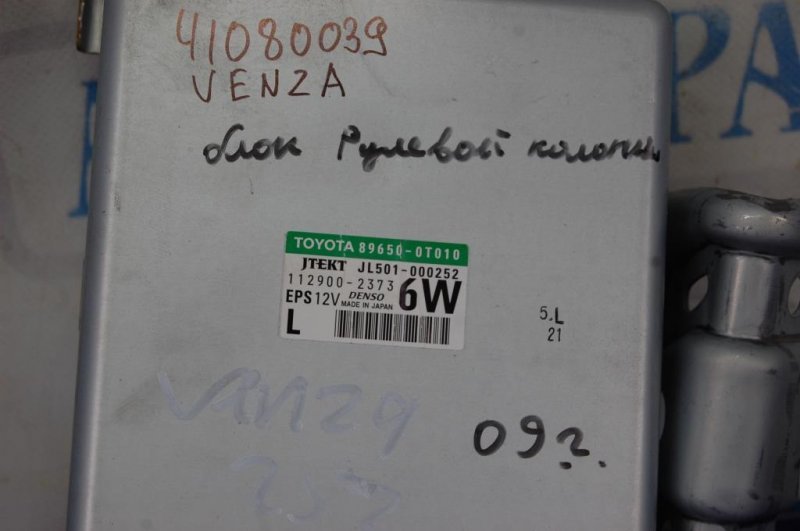 41080039
VENZA
блок Рулевой колонки
TOYOTA 89650-0T010
JTEKT JL501-000252
112900-2373 6W
EPS 12V DENSO MADE IN JAPAN
L
5.L
21
VENZA
09г.